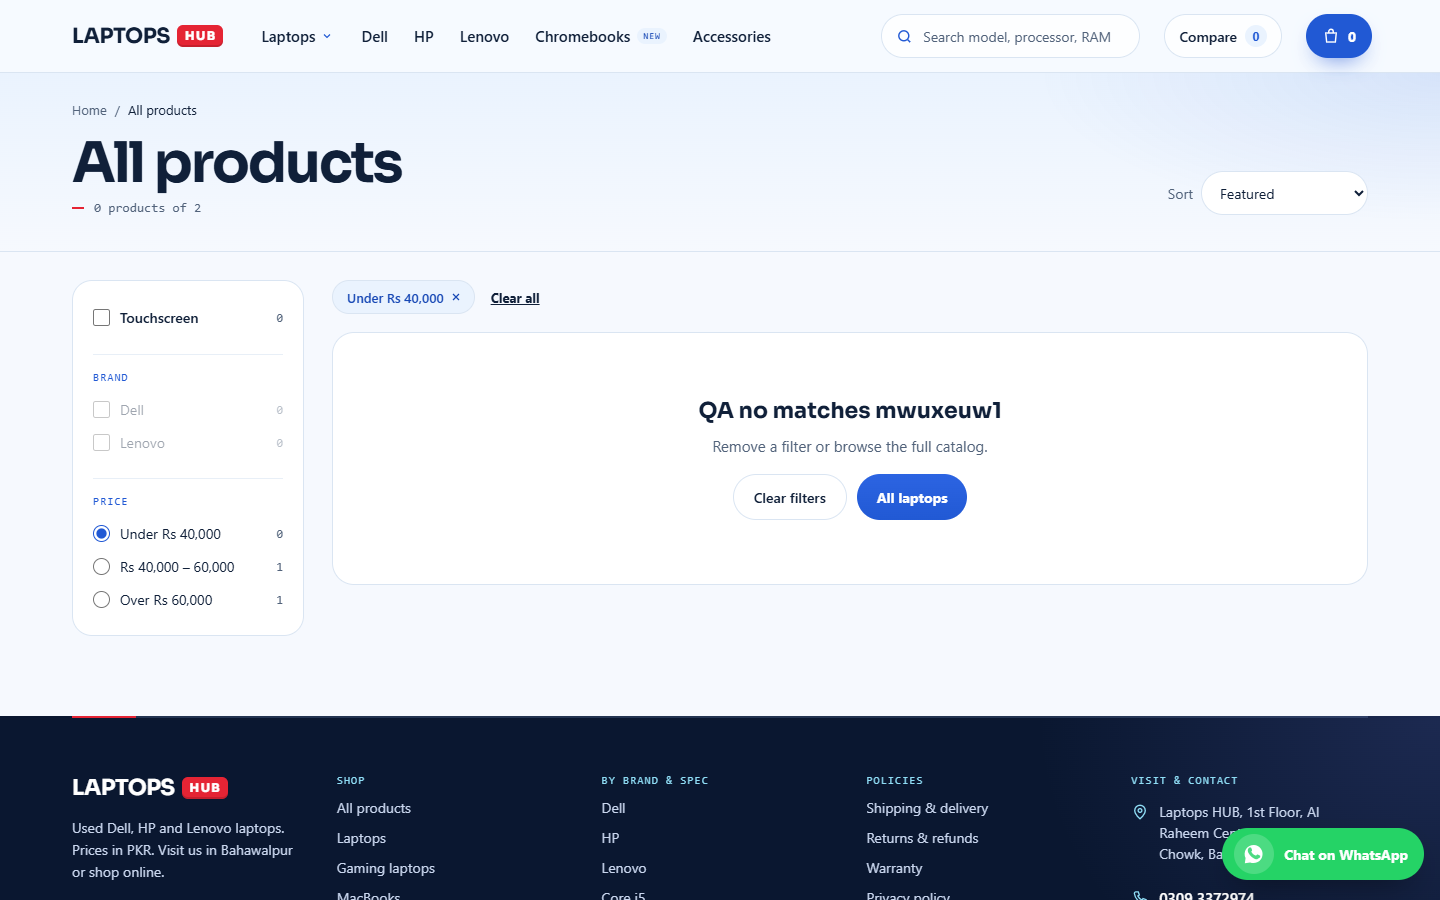 LAPTOPS HUB
Laptops
Dell
HP
Lenovo
Chromebooks NEW
Accessories
Search model, processor, RAM
Compare 0
0
Home / All products
All products
0 products of 2
Sort Featured
Touchscreen 0
BRAND
Dell 0
Lenovo 0
PRICE
Under Rs 40,000 0
Rs 40,000 – 60,000 1
Over Rs 60,000 1
Under Rs 40,000 ×
Clear all
QA no matches mwuxeuw1
Remove a filter or browse the full catalog.
Clear filters
All laptops
LAPTOPS HUB
Used Dell, HP and Lenovo laptops.
Prices in PKR. Visit us in Bahawalpur
or shop online.
SHOP
All products
Laptops
Gaming laptops
MacBooks
BY BRAND & SPEC
Dell
HP
Lenovo
Core i5
POLICIES
Shipping & delivery
Returns & refunds
Warranty
Privacy policy
VISIT & CONTACT
Laptops HUB, 1st Floor, Al
Raheem
Chowk,
0309 3372974
Chat on WhatsApp